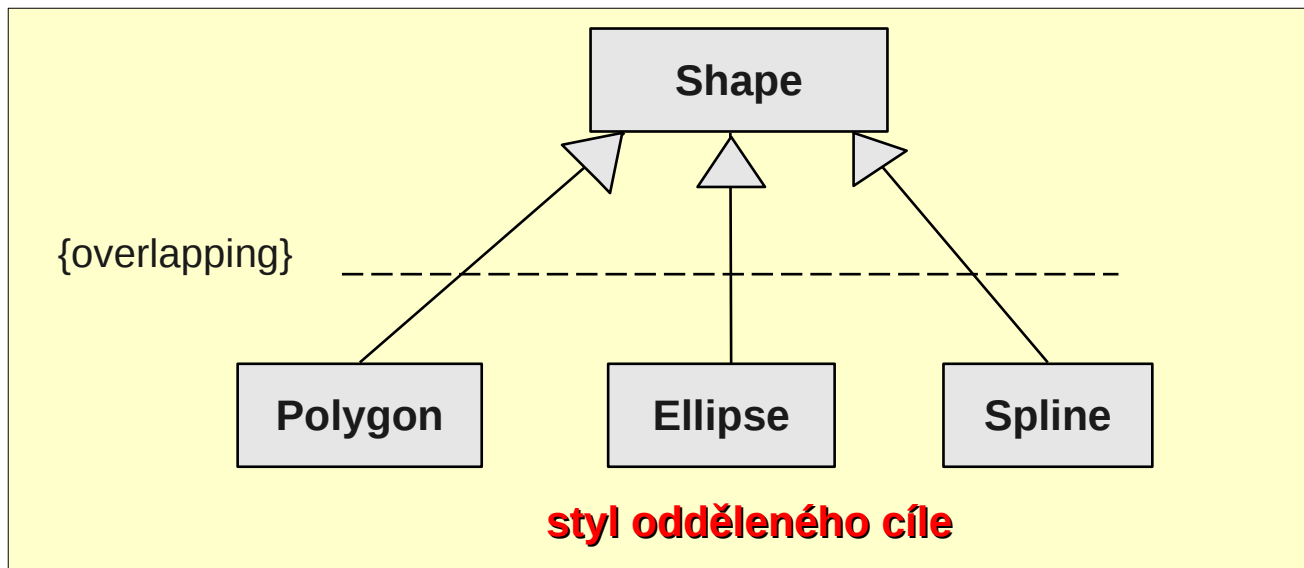 Shape
{overlapping}
Polygon
Ellipse
Spline
styl odděleného cíle